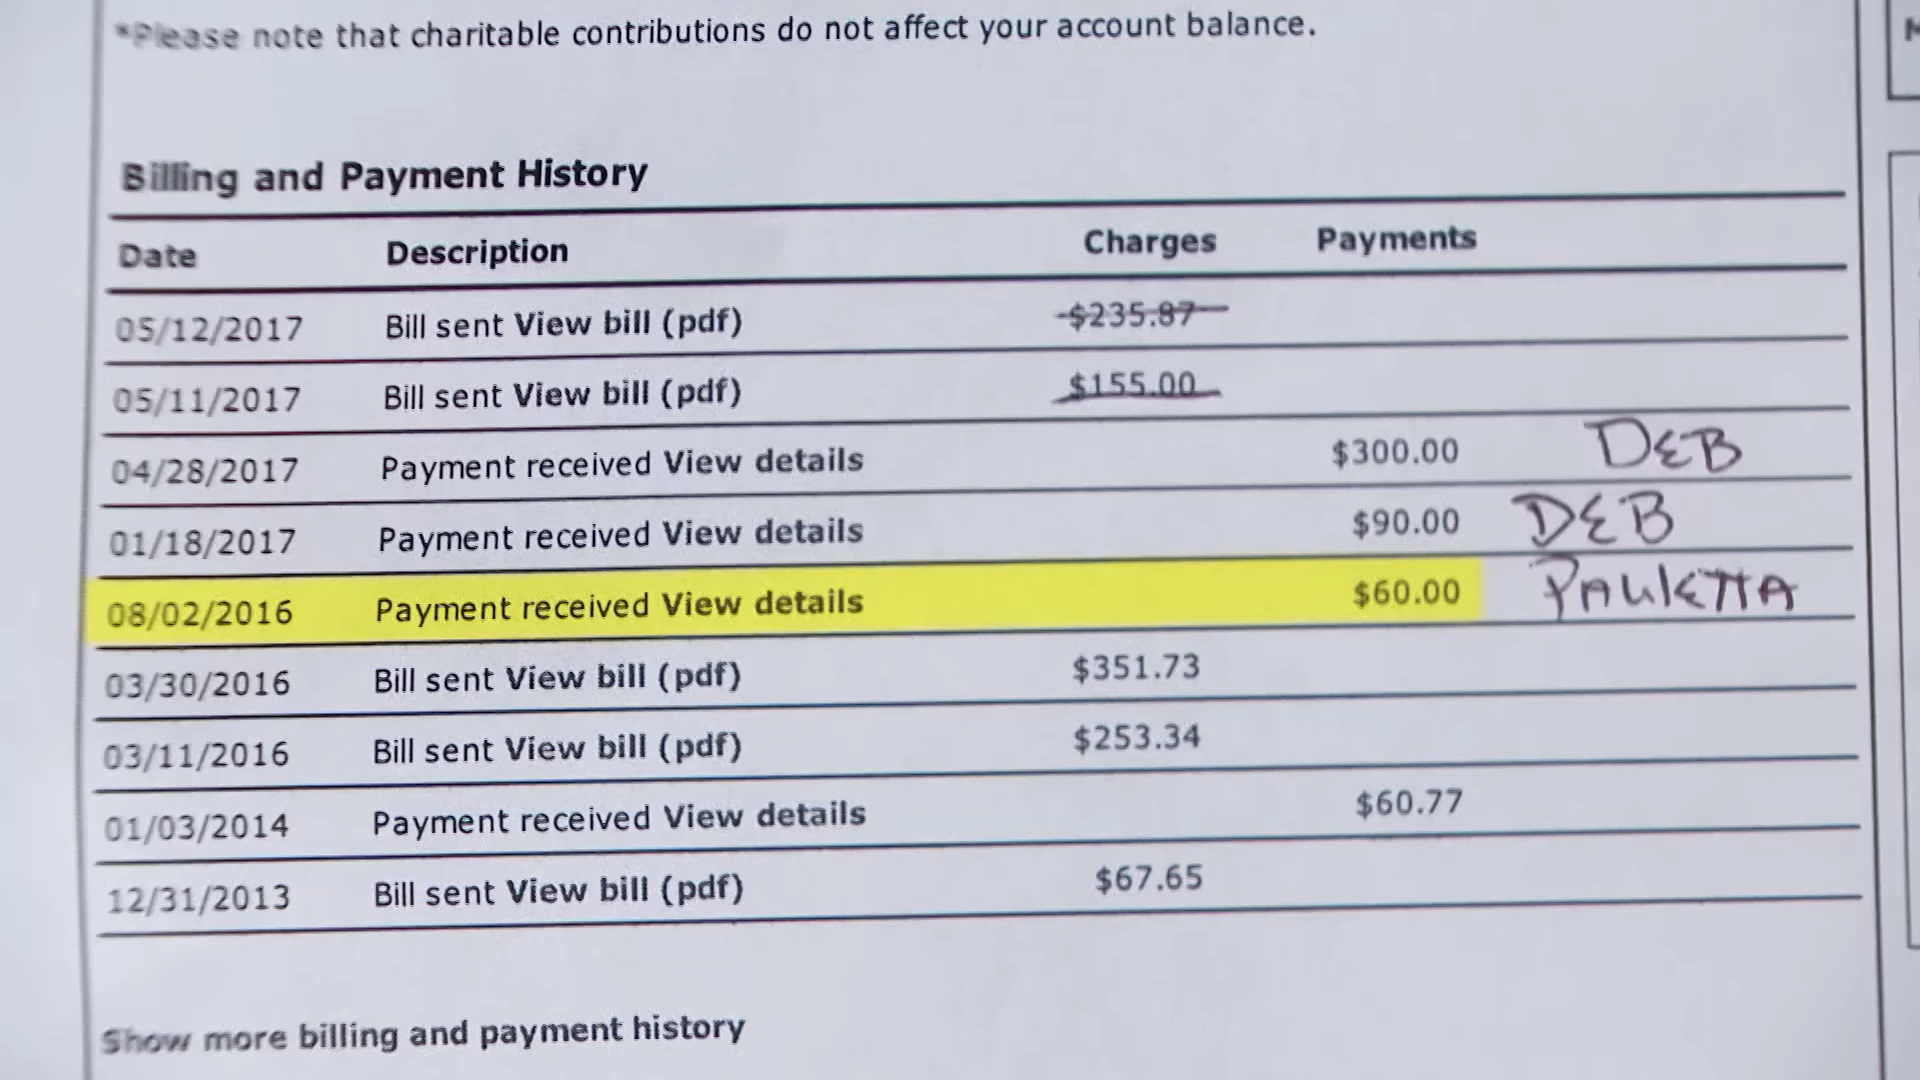 *Please note that charitable contributions do not affect your account balance.
Billing and Payment History
Date Description Charges Payments
05/12/2017 Bill sent View bill (pdf) $235.87
05/11/2017 Bill sent View bill (pdf) $155.00
04/28/2017 Payment received View details $300.00 DEB
01/18/2017 Payment received View details $90.00 DEB
08/02/2016 Payment received View details $60.00 PAULETTA
03/30/2016 Bill sent View bill (pdf) $351.73
03/11/2016 Bill sent View bill (pdf) $253.34
01/03/2014 Payment received View details $60.77
12/31/2013 Bill sent View bill (pdf) $67.65
Show more billing and payment history